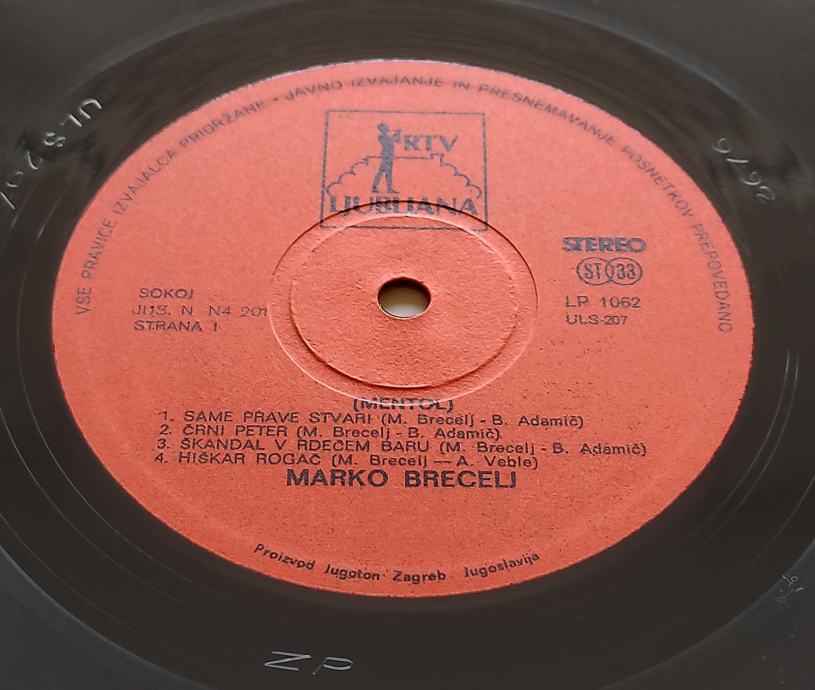 VSE PRAVICE IZVAJALCA PRIDRŽANE - JAVNO IZVAJANJE IN PRESNEMAVANJE POSNETKOV PREPOVEDANO
RTV
LJUBLJANA
STEREO
ST 33
SOKOJ
JUS. N N4 201
STRANA 1
LP 1062
ULS-207
(MENTOL)
1. SAME PRAVE STVARI (M. Brecelj - B. Adamič)
2. ČRNI PETER (M. Brecelj - B. Adamič)
3. ŠKANDAL V RDEČEM BARU (M. Brecelj - B. Adamič)
4. HIŠKAR ROGAČ (M. Brecelj — A. Veble)
MARKO BRECELJ
Proizvod Jugoton Zagreb Jugoslavija
ZP